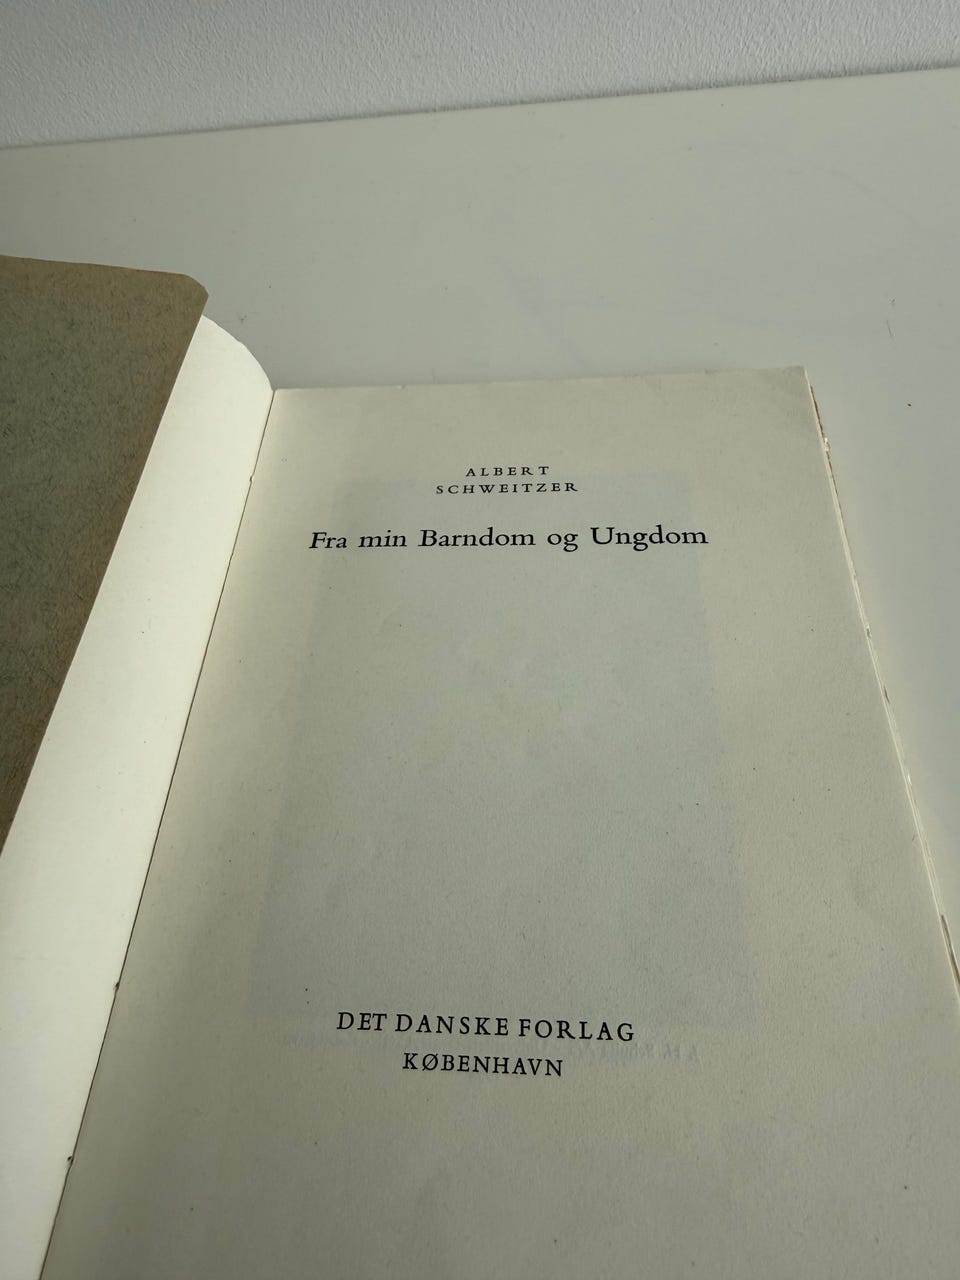 ALBERT
SCHWEITZER
Fra min Barndom og Ungdom
DET DANSKE FORLAG
KØBENHAVN